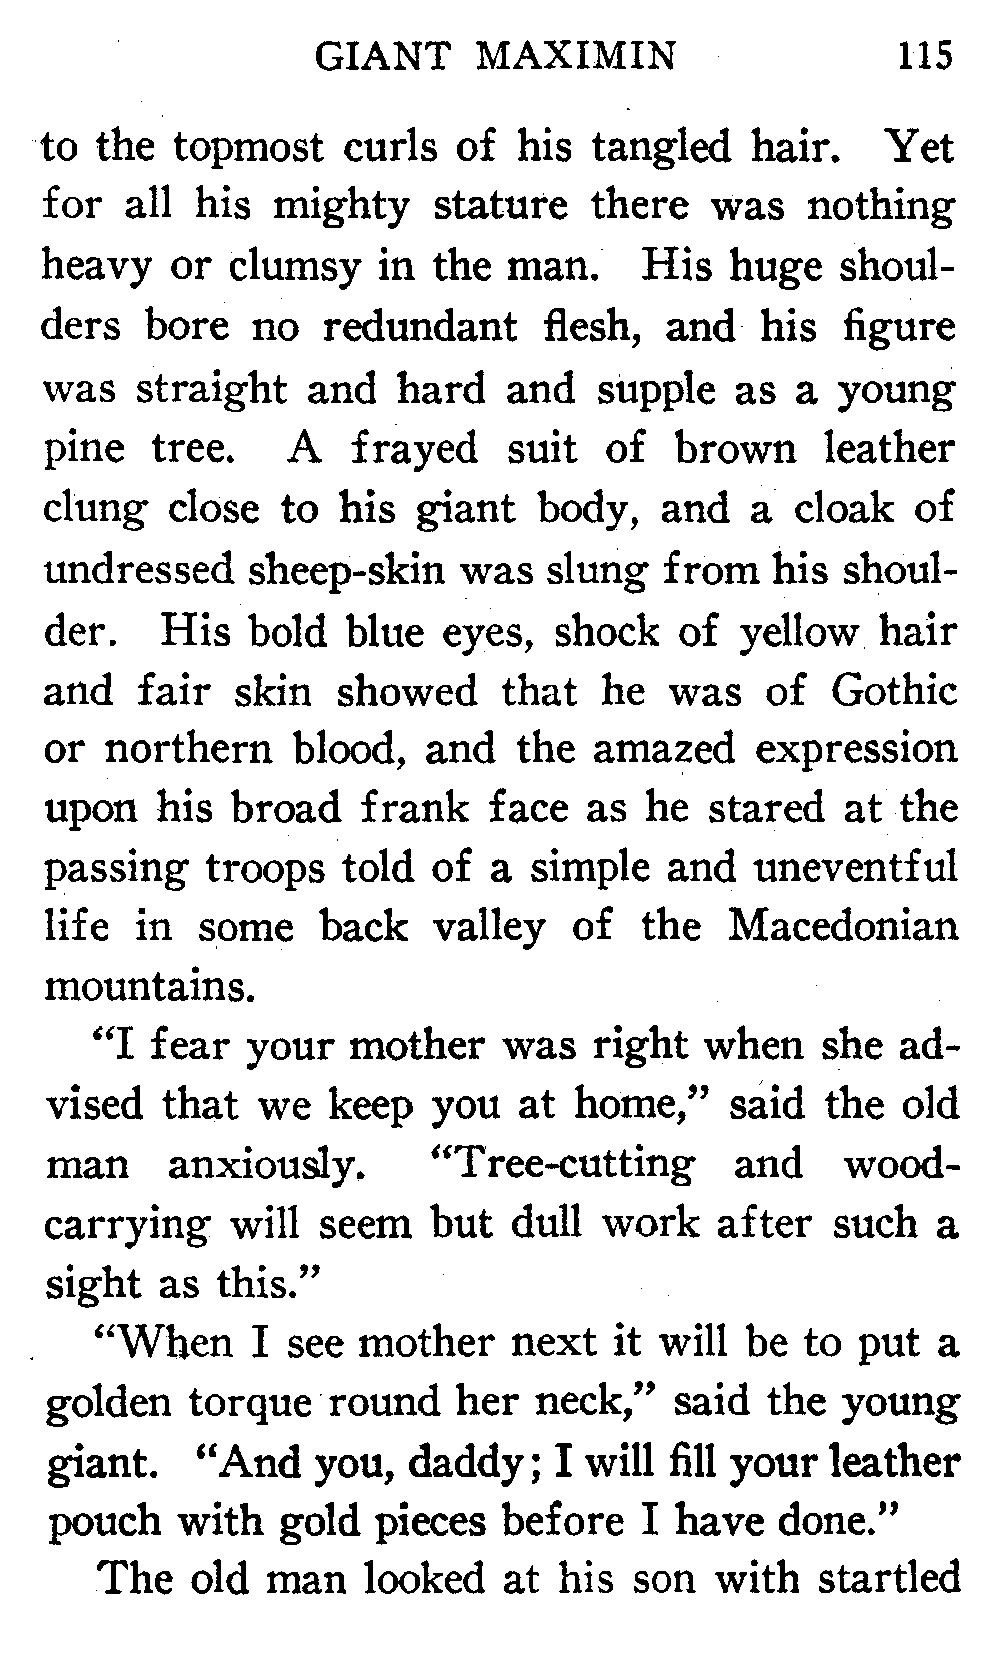 GIANT MAXIMIN 115
to the topmost curls of his tangled hair. Yet
for all his mighty stature there was nothing
heavy or clumsy in the man. His huge shoul-
ders bore no redundant flesh, and his figure
was straight and hard and supple as a young
pine tree. A frayed suit of brown leather
clung close to his giant body, and a cloak of
undressed sheep-skin was slung from his shoul-
der. His bold blue eyes, shock of yellow hair
and fair skin showed that he was of Gothic
or northern blood, and the amazed expression
upon his broad frank face as he stared at the
passing troops told of a simple and uneventful
life in some back valley of the Macedonian
mountains.
“I fear your mother was right when she ad-
vised that we keep you at home,” said the old
man anxiously. “Tree-cutting and wood-
carrying will seem but dull work after such a
sight as this.”
“When I see mother next it will be to put a
golden torque round her neck,” said the young
giant. “And you, daddy; I will fill your leather
pouch with gold pieces before I have done.”
The old man looked at his son with startled